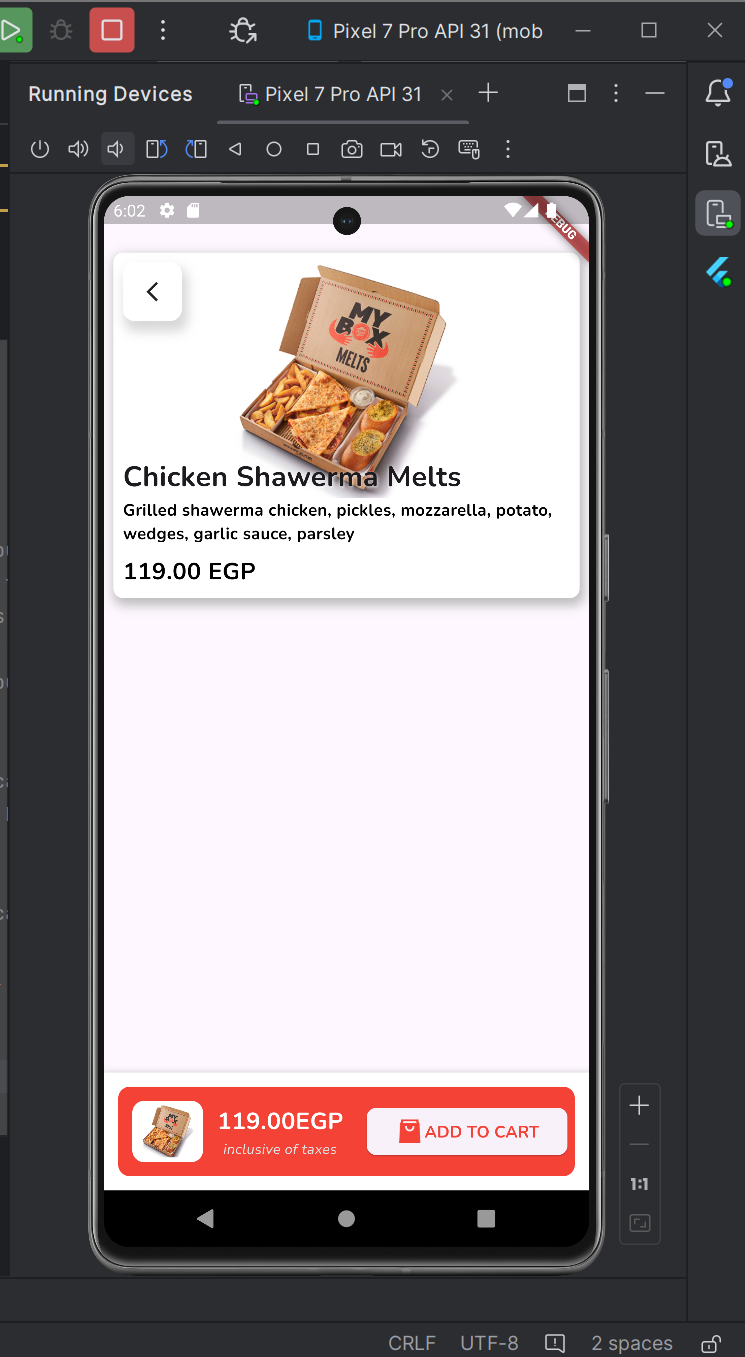 Pixel 7 Pro API 31 (mob
Running Devices
Pixel 7 Pro API 31
6:02
MY
BOX
MELTS
Chicken Shawerma Melts
Grilled shawerma chicken, pickles, mozzarella, potato,
wedges, garlic sauce, parsley
119.00 EGP
119.00EGP
inclusive of taxes
ADD TO CART
1:1
CRLF
UTF-8
2 spaces